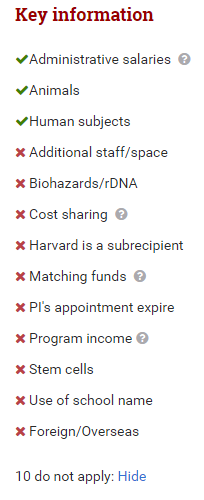 Key information
Administrative salaries ?
Animals
Human subjects
Additional staff/space
Biohazards/rDNA
Cost sharing ?
Harvard is a subrecipient
Matching funds ?
PI's appointment expire
Program income ?
Stem cells
Use of school name
Foreign/Overseas
10 do not apply: Hide